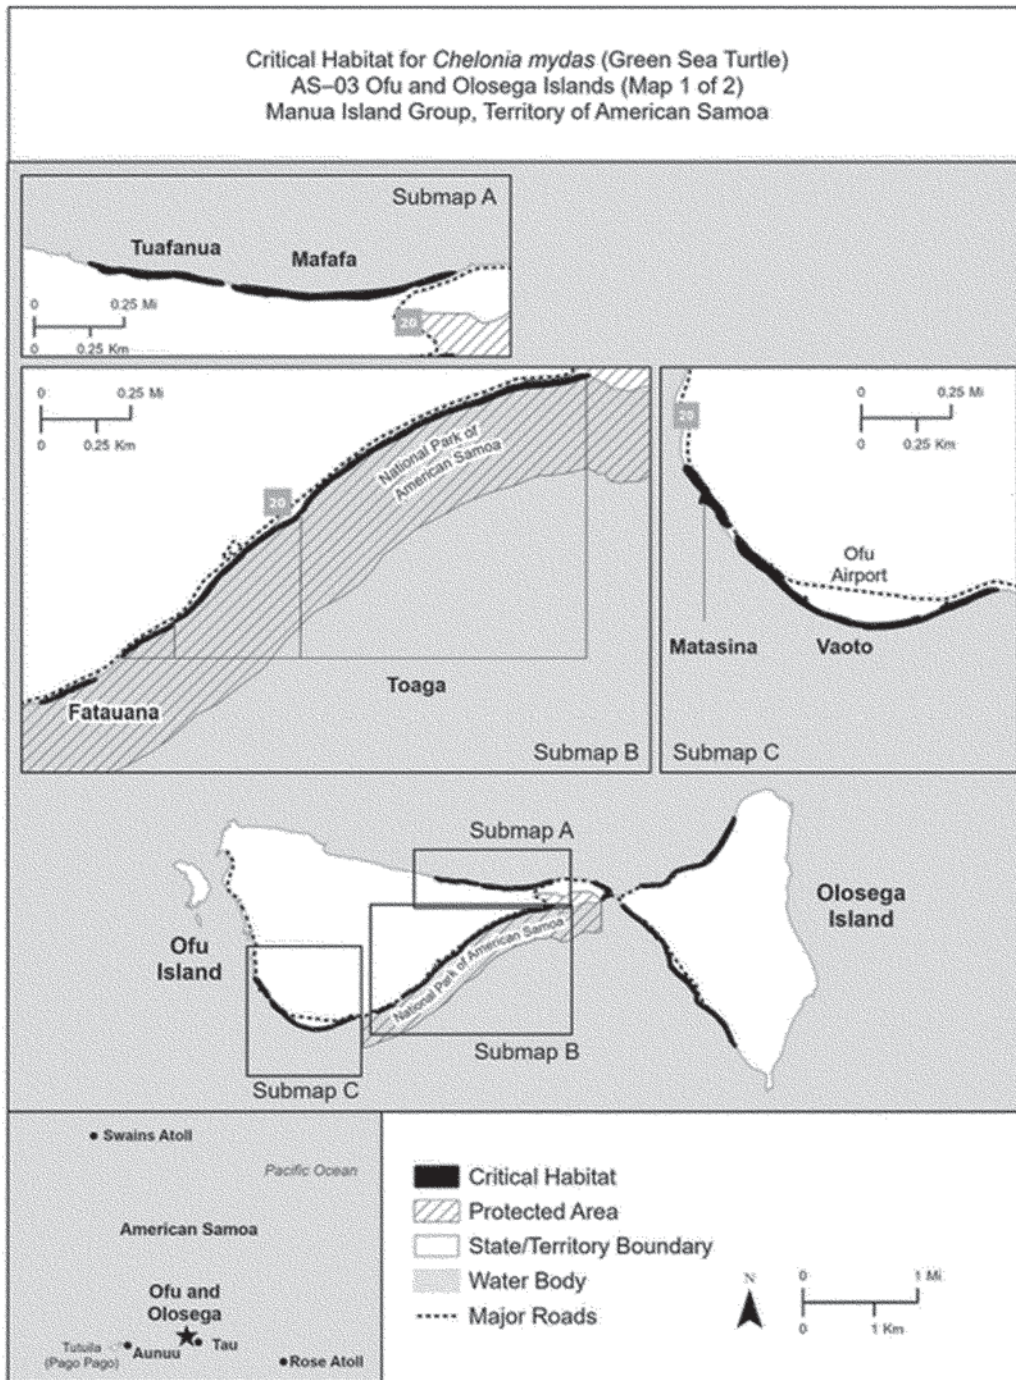 Critical Habitat for Chelonia mydas (Green Sea Turtle)
AS–03 Ofu and Olosega Islands (Map 1 of 2)
Manua Island Group, Territory of American Samoa
Submap A
Tuafanua
Mafafa
0 0.25 Mi
0 0.25 Km
20
0 0.25 Mi
0 0.25 Km
National Park of
American Samoa
20
Toaga
Fatauana
Submap B
0 0.25 Mi
0 0.25 Km
20
Ofu
Airport
Matasina
Vaoto
Submap C
Submap A
Olosega
Island
Ofu
Island
National Park of American Samoa
Submap B
Submap C
Swains Atoll
Pacific Ocean
American Samoa
Ofu and
Olosega
Tutuila
(Pago Pago)
Aunuu
Tau
Rose Atoll
Critical Habitat
Protected Area
State/Territory Boundary
Water Body
Major Roads
N
0 1 Mi
0 1 Km